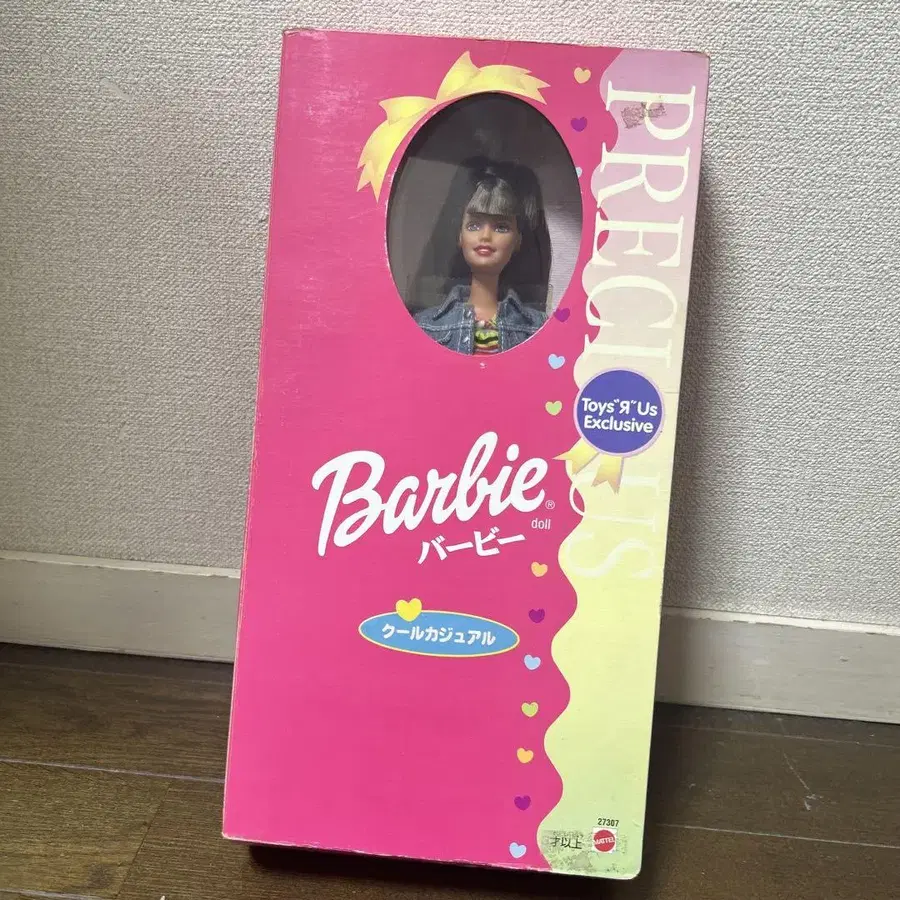 PRECIOUS
Toys"R"Us
Exclusive
Barbie®
doll
バービー
クールカジュアル
27307
才以上
MATTEL